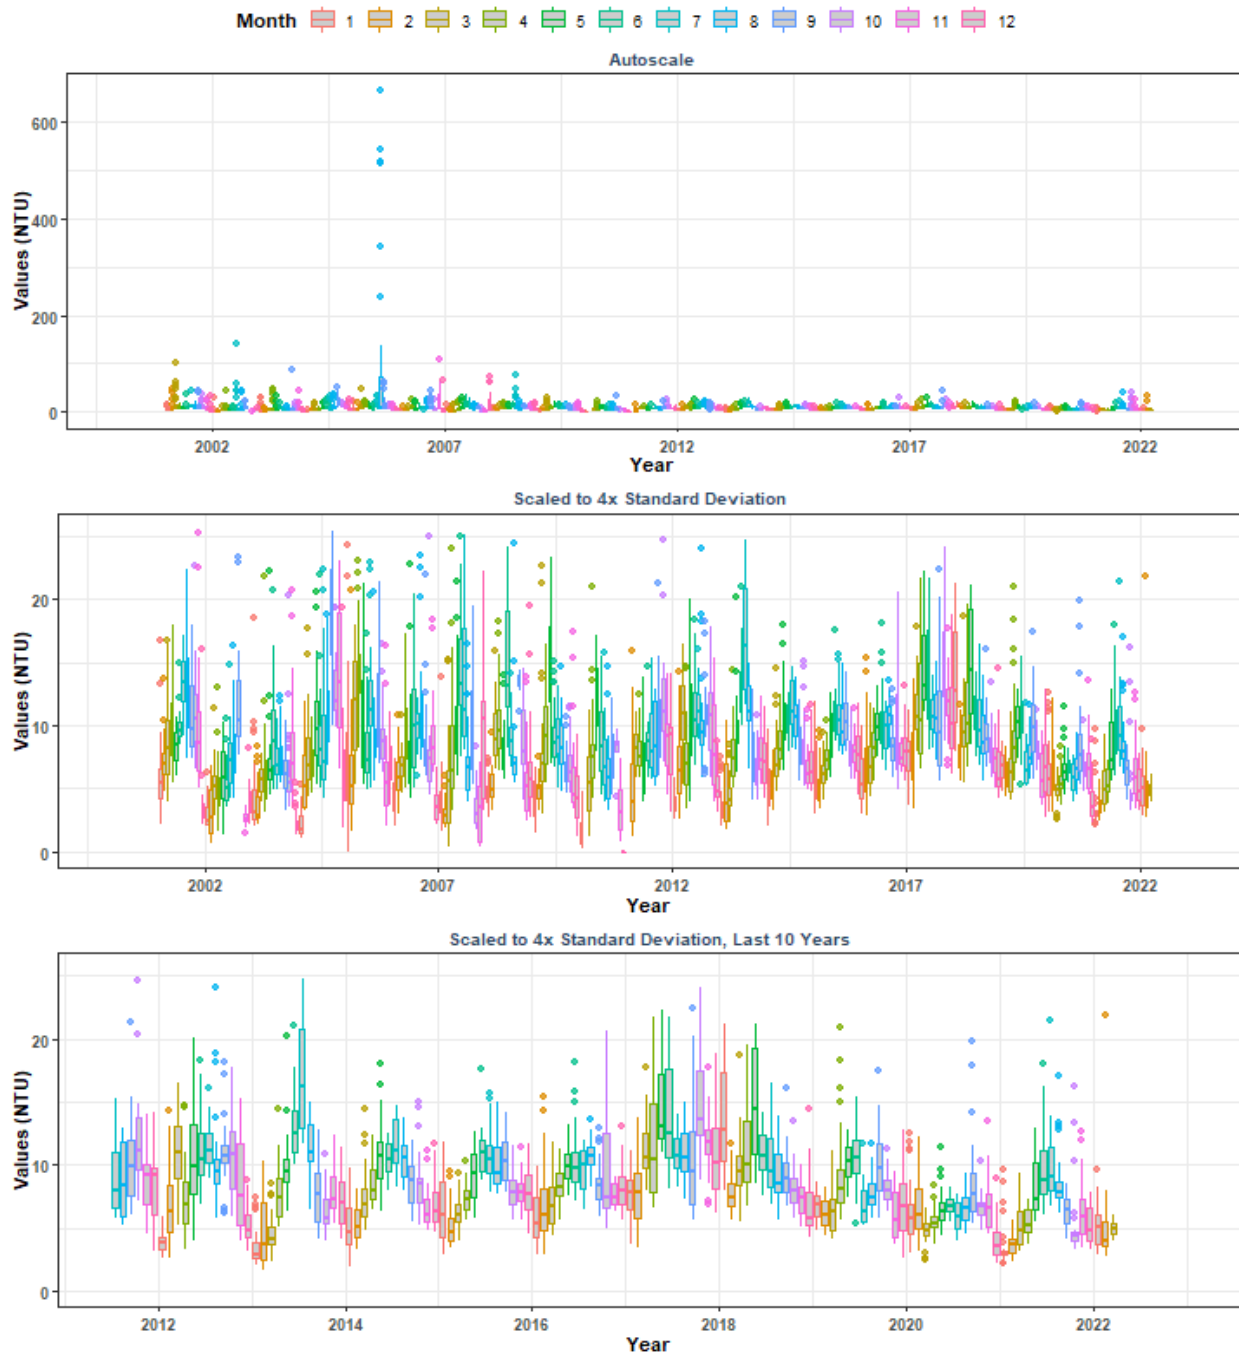 Month 1 2 3 4 5 6 7 8 9 10 11 12
Autoscale
Values (NTU)
600
400
200
0
2002 2007 2012 2017 2022
Year
Scaled to 4x Standard Deviation
Values (NTU)
20
10
0
2002 2007 2012 2017 2022
Year
Scaled to 4x Standard Deviation, Last 10 Years
Values (NTU)
20
10
0
2012 2014 2016 2018 2020 2022
Year